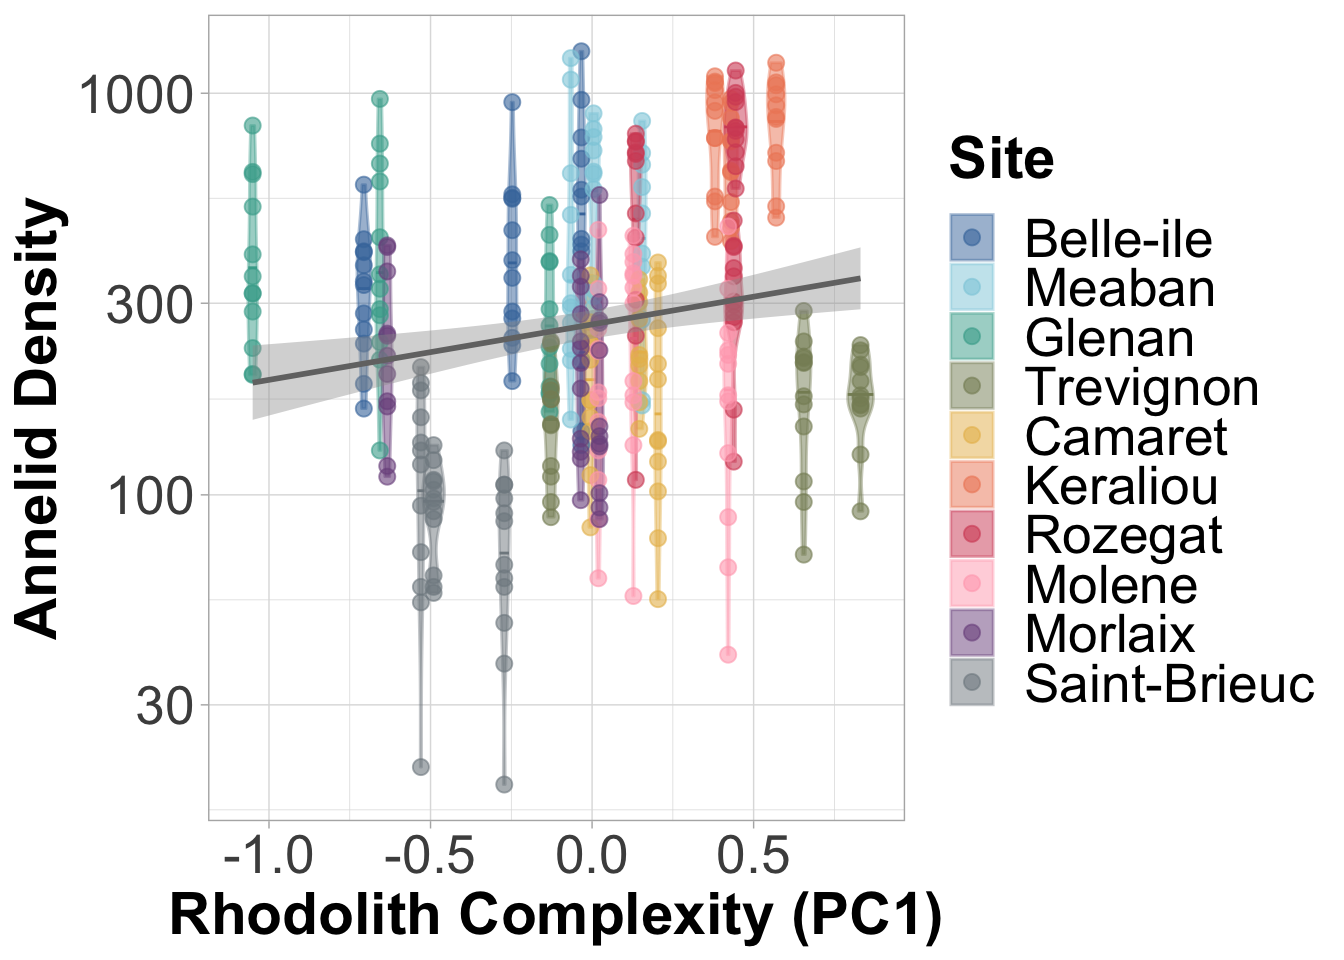 Annelid Density
1000
300
100
30
-1.0
-0.5
0.0
0.5
Rhodolith Complexity (PC1)
Site
Belle-ile
Meaban
Glenan
Trevignon
Camaret
Keraliou
Rozegat
Molene
Morlaix
Saint-Brieuc